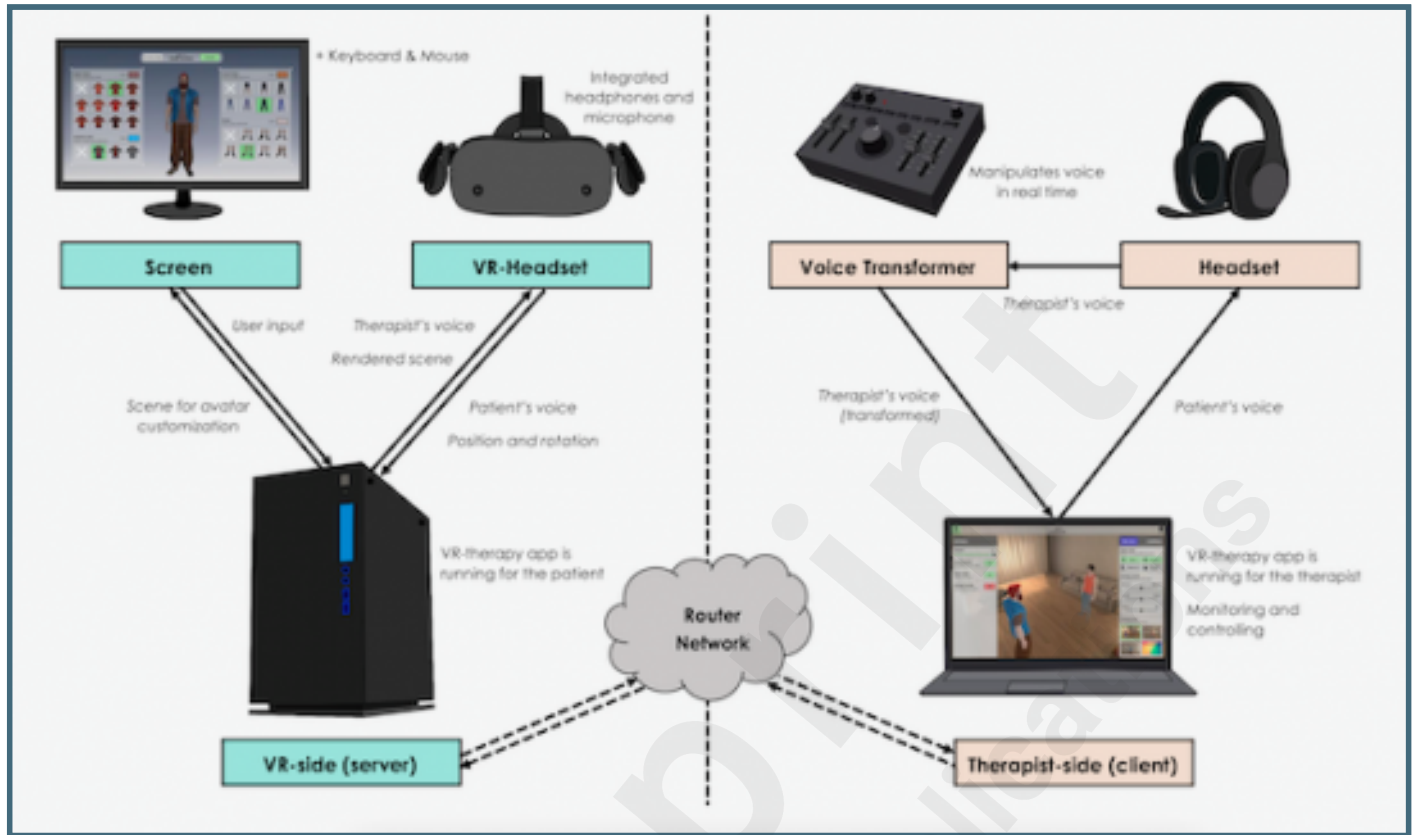 + Keyboard & Mouse
Integrated
headphones and
microphone
Manipulates voice
in real time
Screen
VR-Headset
Voice Transformer
Headset
User input
Therapist's voice
Rendered scene
Scene for avatar
customization
Patient's voice
Position and rotation
Therapist's voice
Therapist's voice
(transformed)
Patient's voice
VR-therapy app is
running for the patient
Router
Network
VR-therapy app is
running for the therapist
Monitoring and
controlling
VR-side (server)
Therapist-side (client)
print